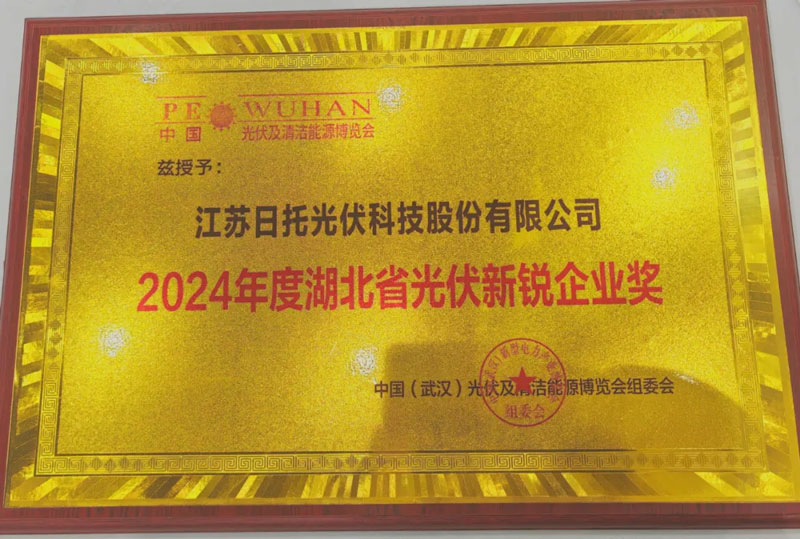 PE WUHAN
中国 光伏及清洁能源博览会
兹授予：
江苏日托光伏科技股份有限公司
2024年度湖北省光伏新锐企业奖
中国（武汉）光伏及清洁能源博览会组委会
组委会